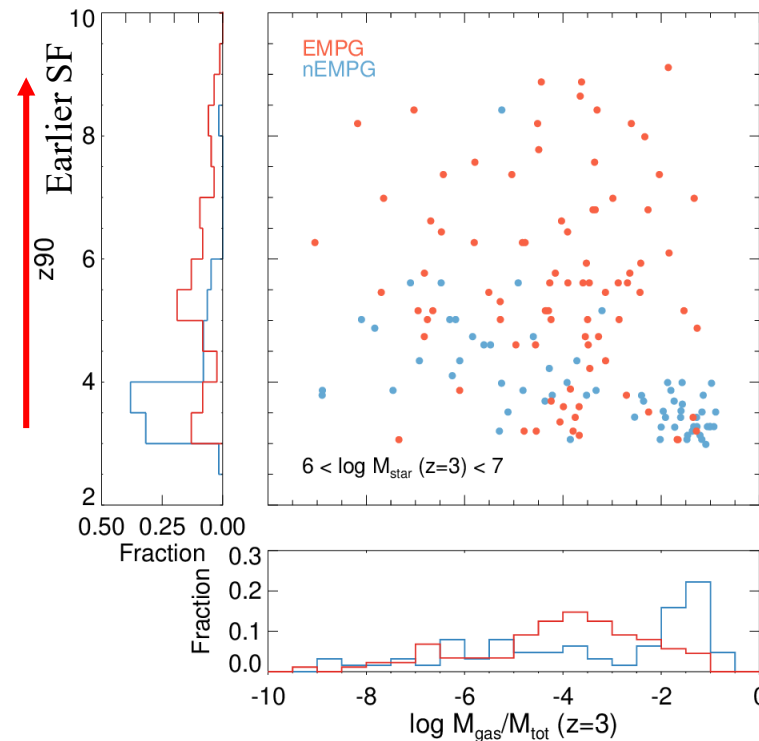 EMPG
nEMPG
6 < log M_star (z=3) < 7
Earlier SF
z90
10
8
6
4
2
0.50 0.25 0.00
Fraction
Fraction
0.3
0.2
0.1
0.0
-10 -8 -6 -4 -2 0
log M_gas/M_tot (z=3)